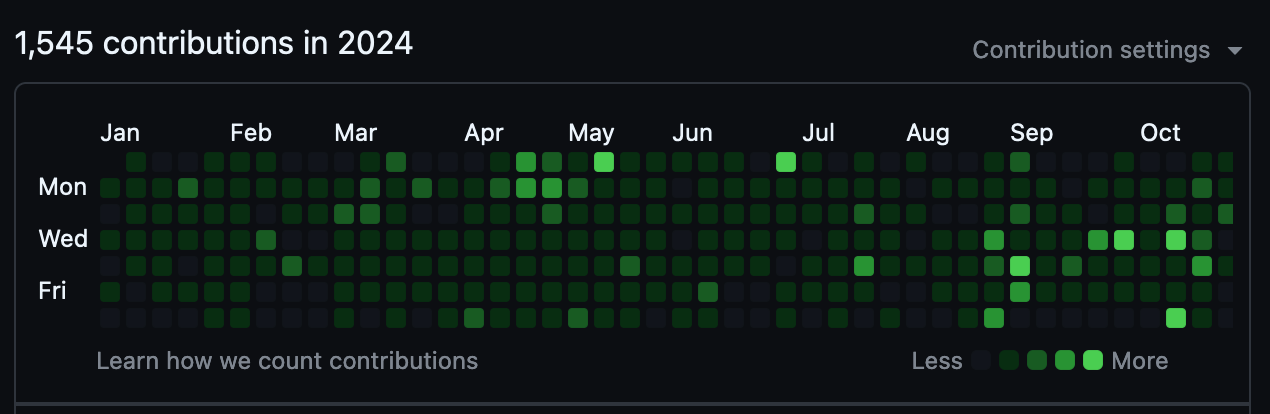 1,545 contributions in 2024
Contribution settings
Jan Feb Mar Apr May Jun Jul Aug Sep Oct
Mon
Wed
Fri
Learn how we count contributions
Less More